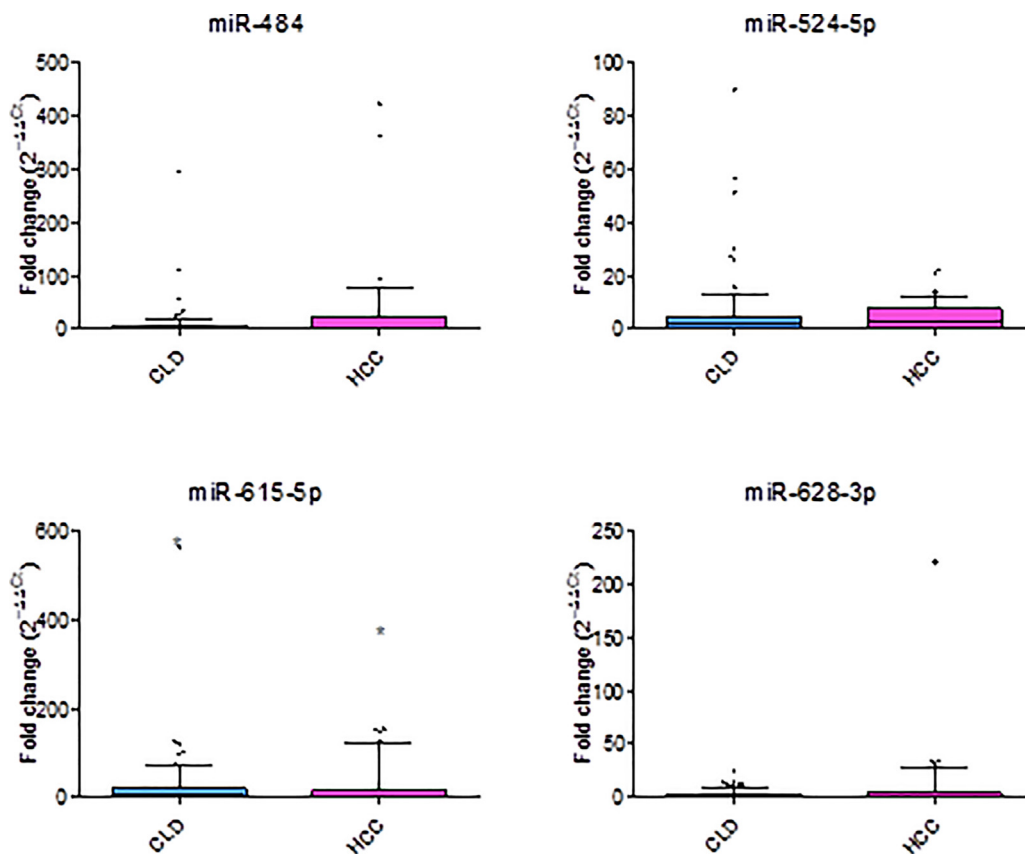 miR-484
500
400
300
200
100
0
Fold change (2^-ΔΔCt)
CLD
HCC
miR-524-5p
100
80
60
40
20
0
Fold change (2^-ΔΔCt)
CLD
HCC
miR-615-5p
600
400
200
0
Fold change (2^-ΔΔCt)
CLD
HCC
miR-628-3p
250
200
150
100
50
0
Fold change (2^-ΔΔCt)
CLD
HCC